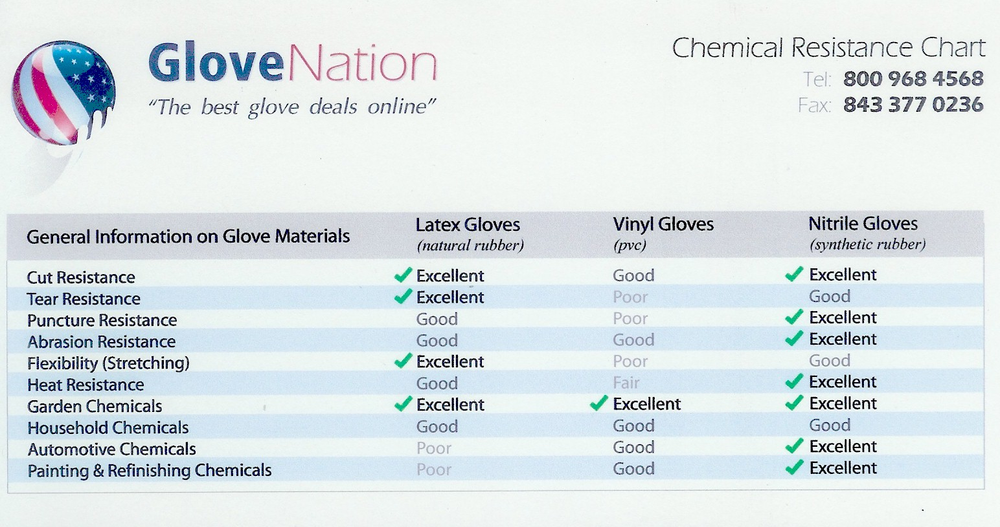 GloveNation
"The best glove deals online"
Chemical Resistance Chart
Tel: 800 968 4568
Fax: 843 377 0236
General Information on Glove Materials Latex Gloves (natural rubber) Vinyl Gloves (pvc) Nitrile Gloves (synthetic rubber)
Cut Resistance Excellent Good Excellent
Tear Resistance Excellent Poor Good
Puncture Resistance Good Poor Excellent
Abrasion Resistance Good Good Excellent
Flexibility (Stretching) Excellent Poor Good
Heat Resistance Good Fair Excellent
Garden Chemicals Excellent Excellent Excellent
Household Chemicals Good Good Good
Automotive Chemicals Poor Good Excellent
Painting & Refinishing Chemicals Poor Good Excellent